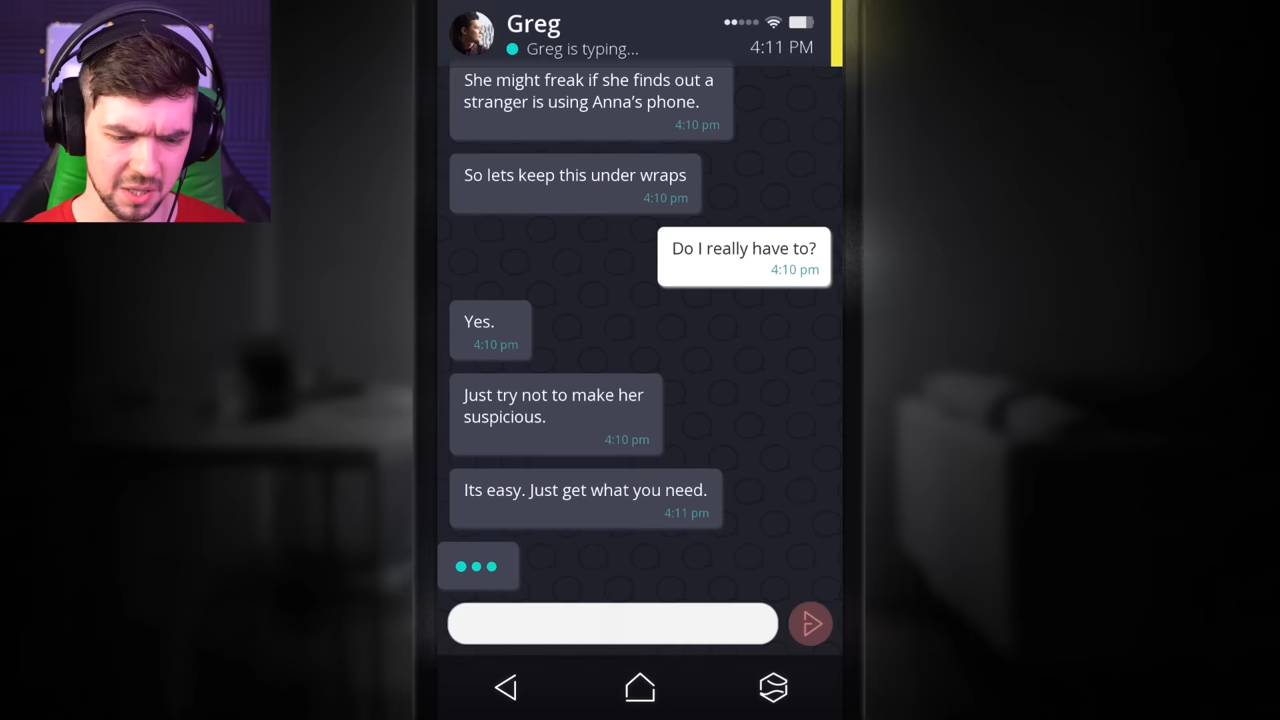 Greg
Greg is typing...
4:11 PM
She might freak if she finds out a
stranger is using Anna’s phone.
4:10 pm
So lets keep this under wraps
4:10 pm
Do I really have to?
4:10 pm
Yes.
4:10 pm
Just try not to make her
suspicious.
4:10 pm
Its easy. Just get what you need.
4:11 pm